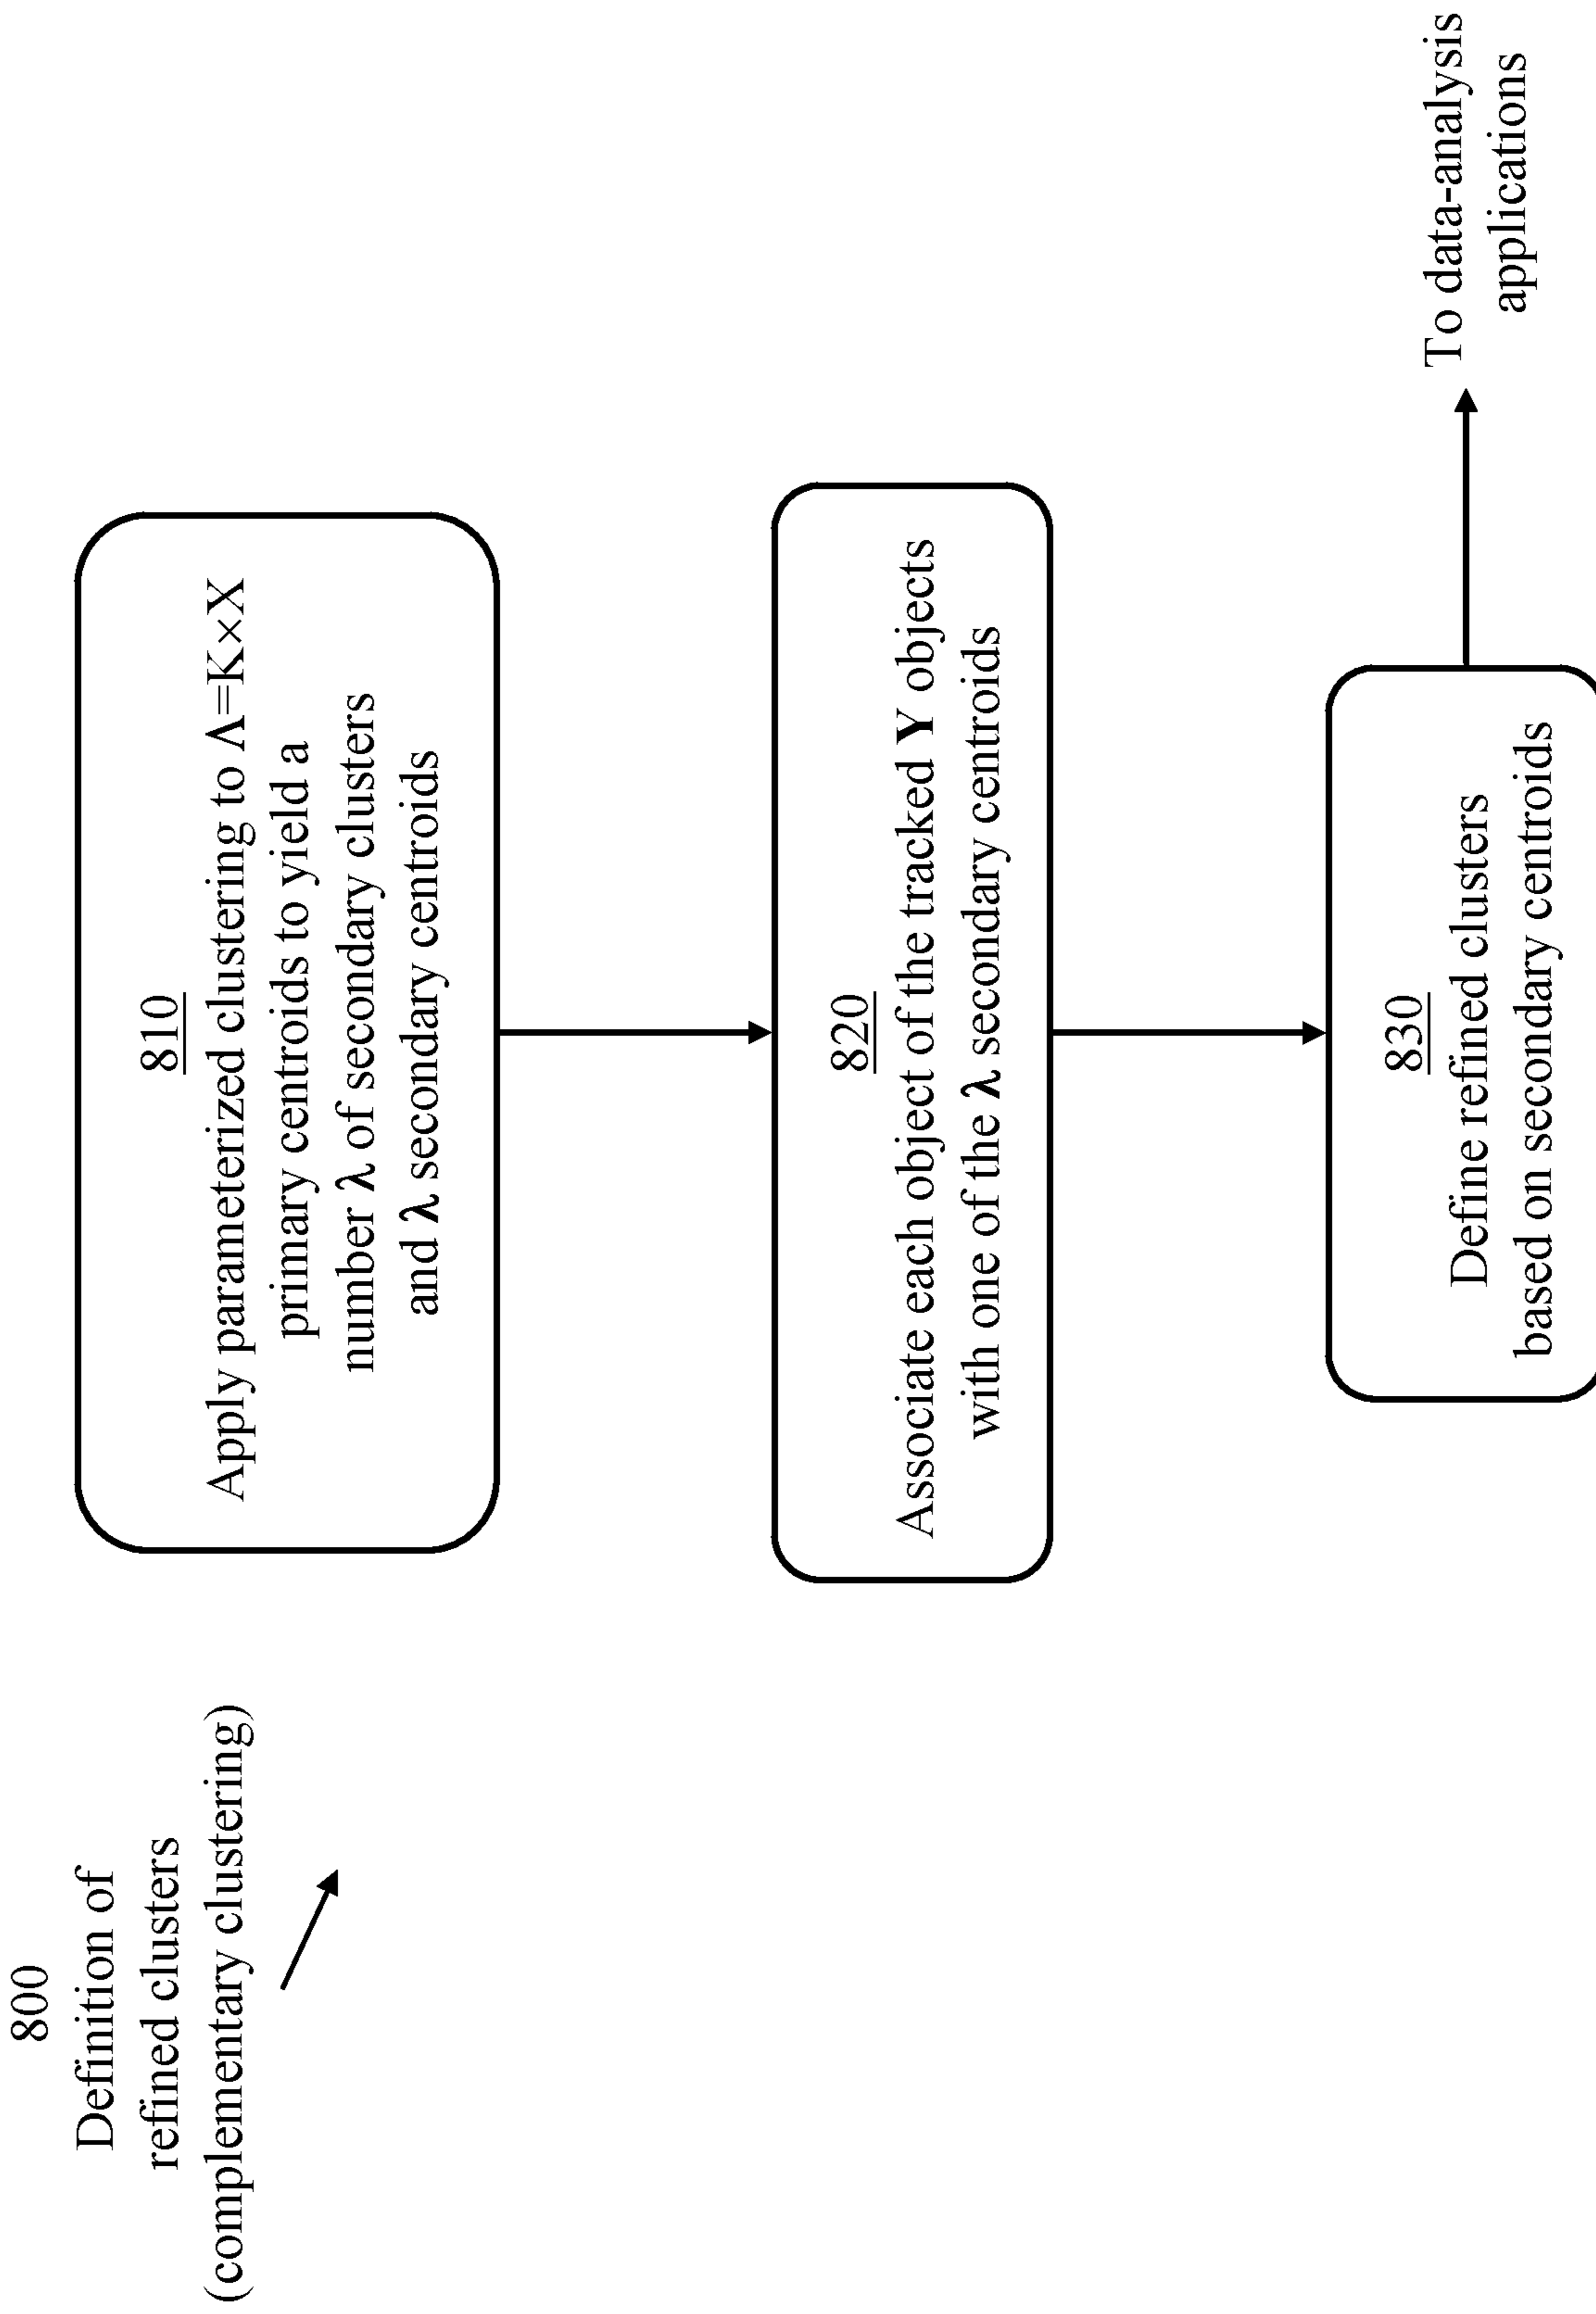 800
Definition of
refined clusters
(complementary clustering)
810
Apply parameterized clustering to Λ=K×X
primary centroids to yield a
number λ of secondary clusters
and λ secondary centroids
820
Associate each object of the tracked Y objects
with one of the λ secondary centroids
830
Define refined clusters
based on secondary centroids
To data-analysis
applications